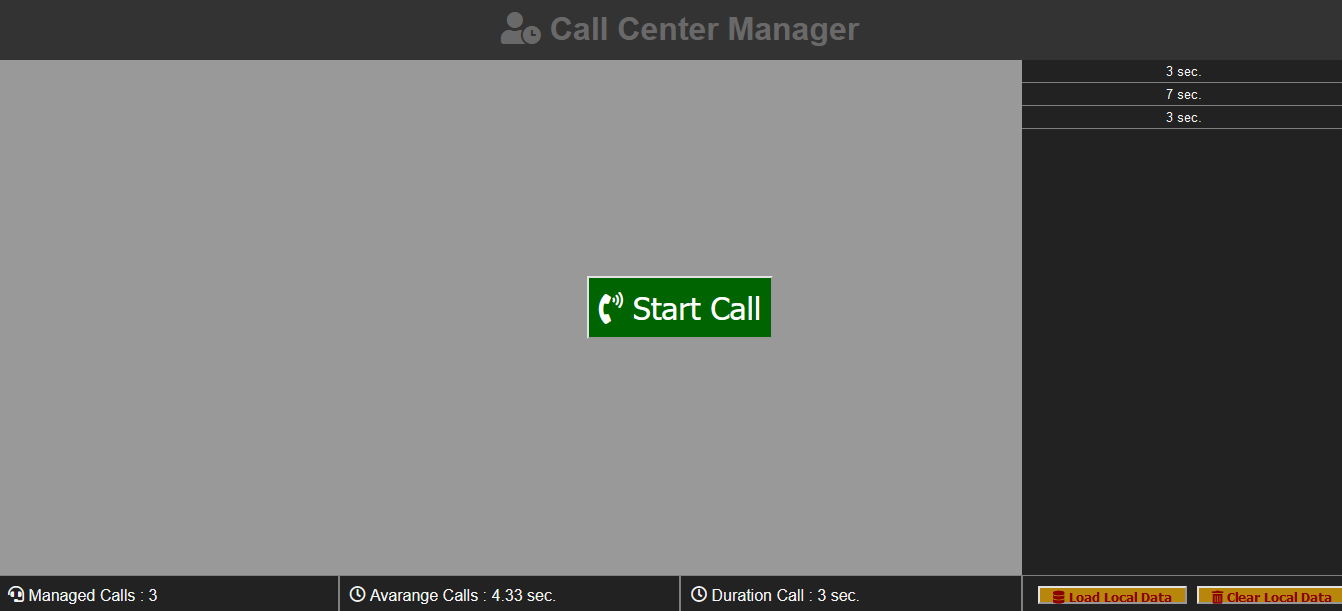 Call Center Manager
3 sec.
7 sec.
3 sec.
Start Call
Managed Calls : 3
Avarange Calls : 4.33 sec.
Duration Call : 3 sec.
Load Local Data
Clear Local Data